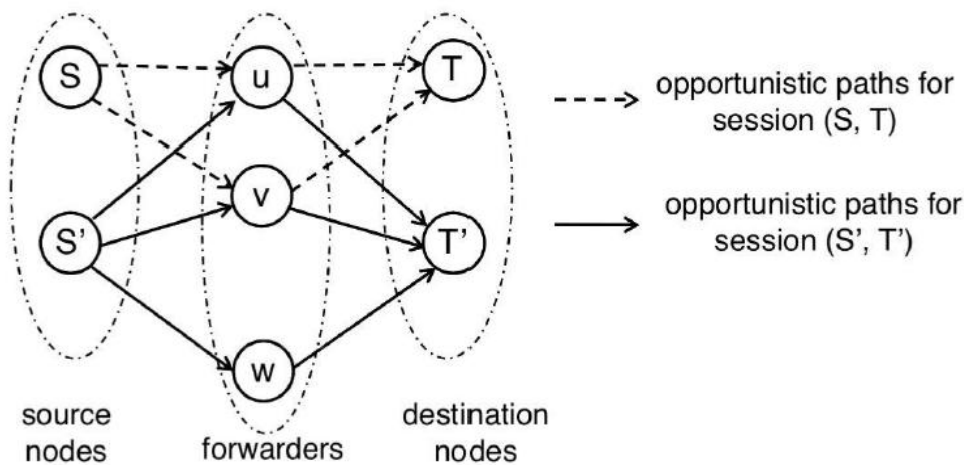 S
u
T
opportunistic paths for
session (S, T)
v
S'
T'
opportunistic paths for
session (S', T')
w
source
nodes
forwarders
destination
nodes